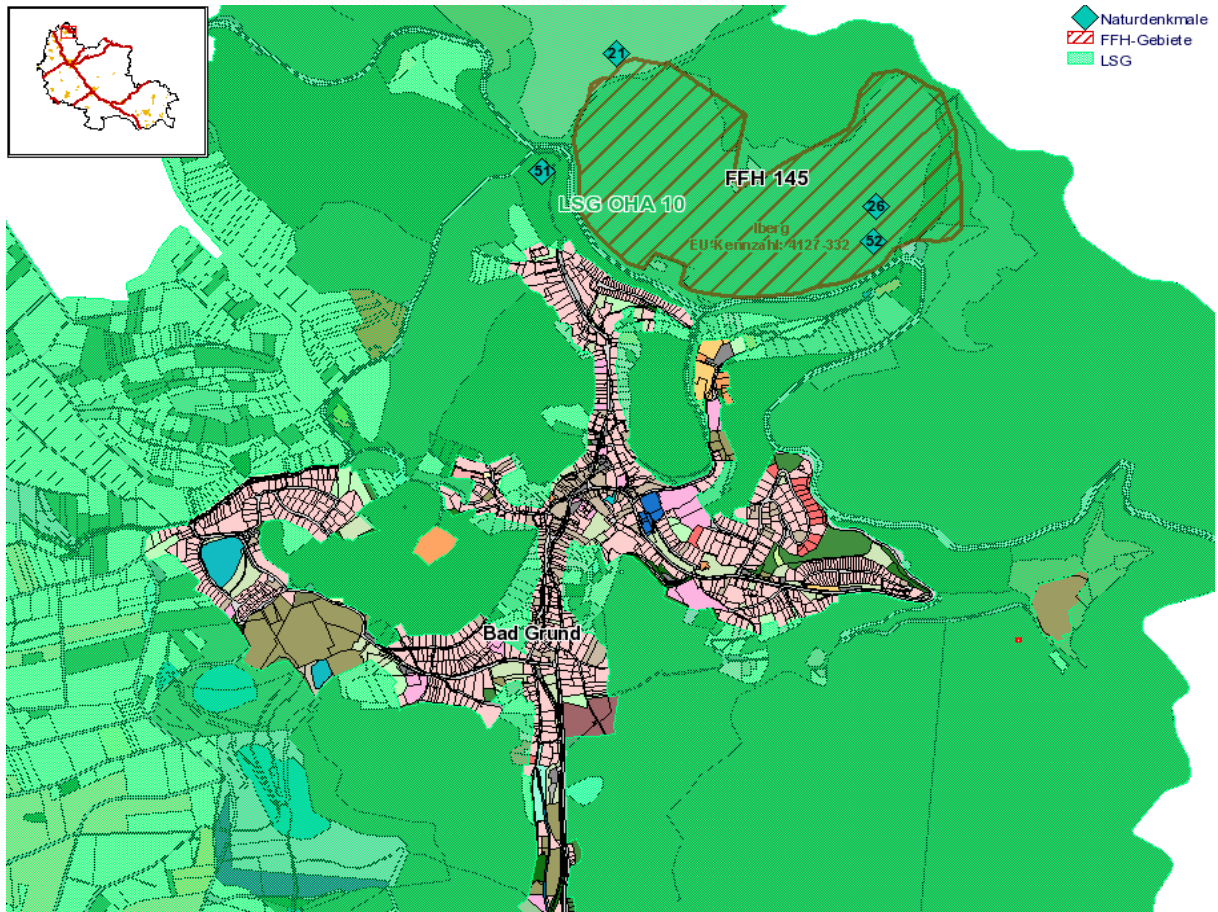 Naturdenkmale
FFH-Gebiete
LSG
21
51
FFH 145
LSG OHA 10
26
Iberg
EU-Kennzahl: 4127-332
52
Bad Grund